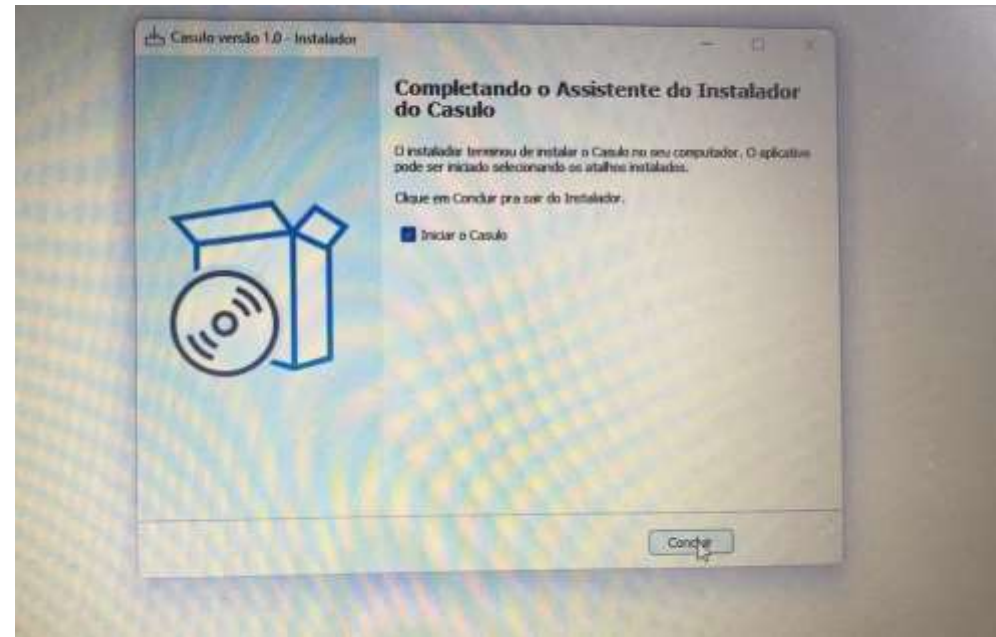 Casulo versão 1.0 - Instalador
Completando o Assistente do Instalador
do Casulo
O instalador terminou de instalar o Casulo no seu computador. O aplicativo
pode ser iniciado selecionando os atalhos instalados.
Clique em Concluir pra sair do Instalador.
Iniciar o Casulo
Concluir